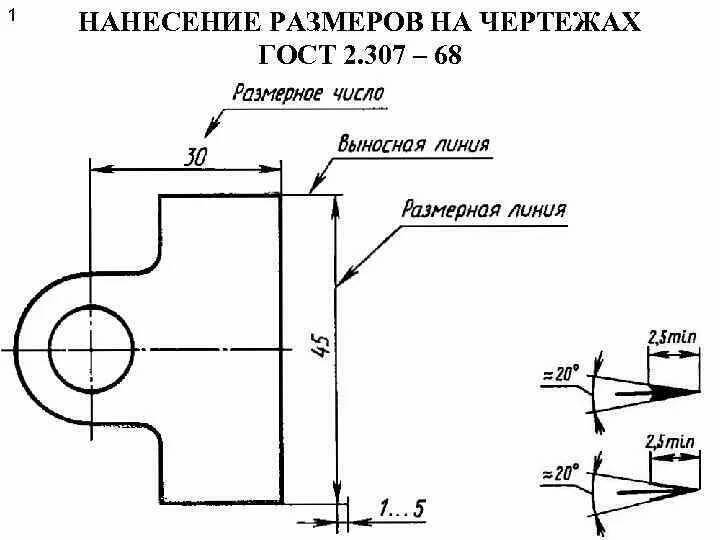 1
НАНЕСЕНИЕ РАЗМЕРОВ НА ЧЕРТЕЖАХ
ГОСТ 2.307 – 68
Размерное число
30
Выносная линия
Размерная линия
45
2,5min
≈20°
2,5min
≈20°
1...5